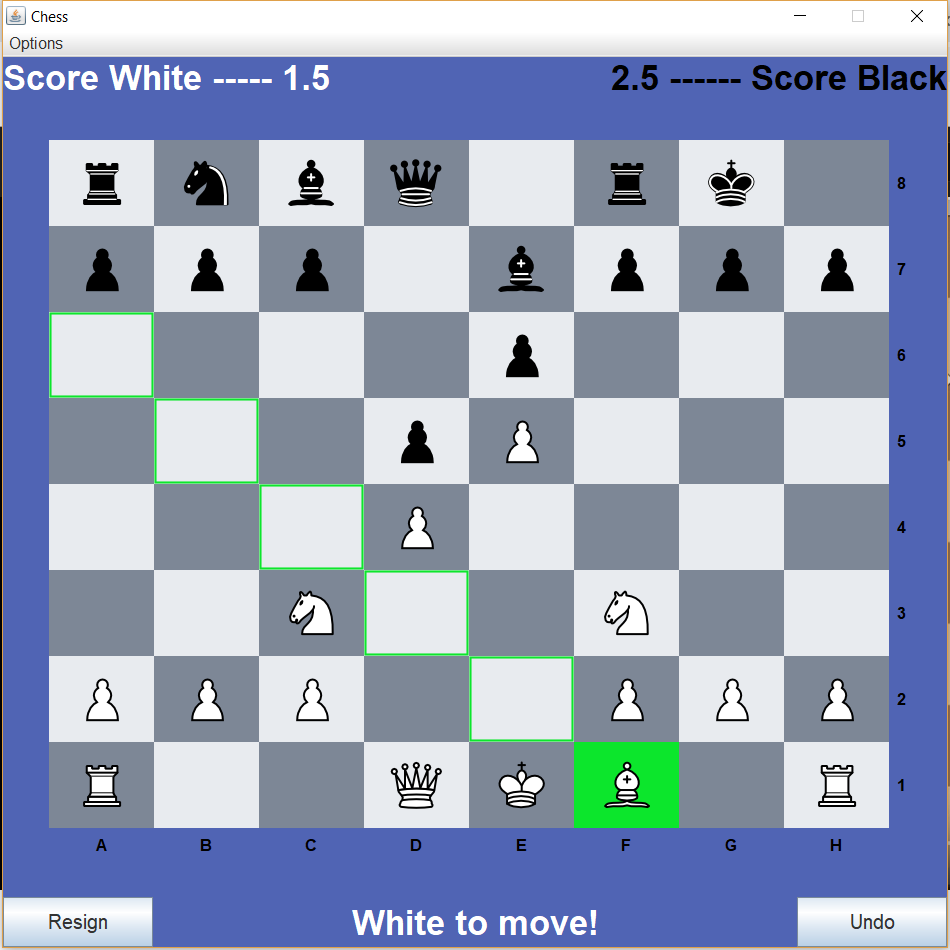 Chess
Options
Score White ----- 1.5
2.5 ------ Score Black
8
7
6
5
4
3
2
1
A B C D E F G H
Resign
White to move!
Undo